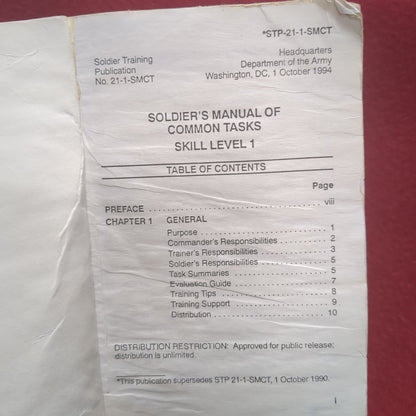 *STP-21-1-SMCT
Soldier Training
Publication
No. 21-1-SMCT
Headquarters
Department of the Army
Washington, DC, 1 October 1994
SOLDIER'S MANUAL OF
COMMON TASKS
SKILL LEVEL 1
TABLE OF CONTENTS
Page
PREFACE .......................... viii
CHAPTER 1 GENERAL
Purpose .......................... 1
Commander's Responsibilities .......... 2
Trainer's Responsibilities .............. 3
Soldier's Responsibilities .............. 5
Task Summaries .................... 5
Evaluation Guide .................... 7
Training Tips ...................... 8
Training Support .................... 9
Distribution ........................ 10
DISTRIBUTION RESTRICTION: Approved for public release;
distribution is unlimited.
*This publication supersedes STP 21-1-SMCT, 1 October 1990.
i